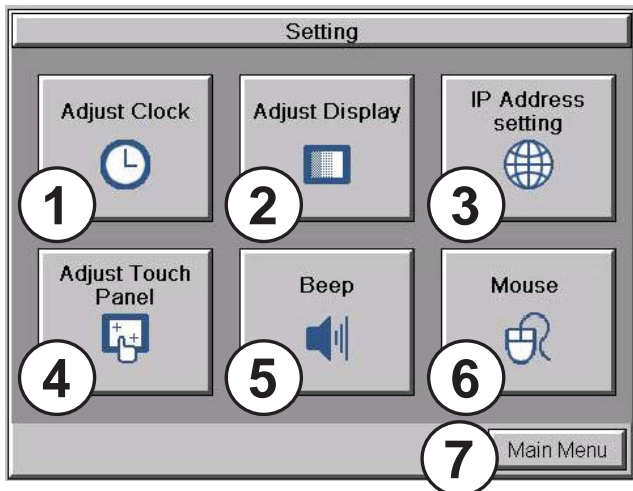 Setting
Adjust Clock
Adjust Display
IP Address
setting
1
2
3
Adjust Touch
Panel
Beep
Mouse
4
5
6
7
Main Menu